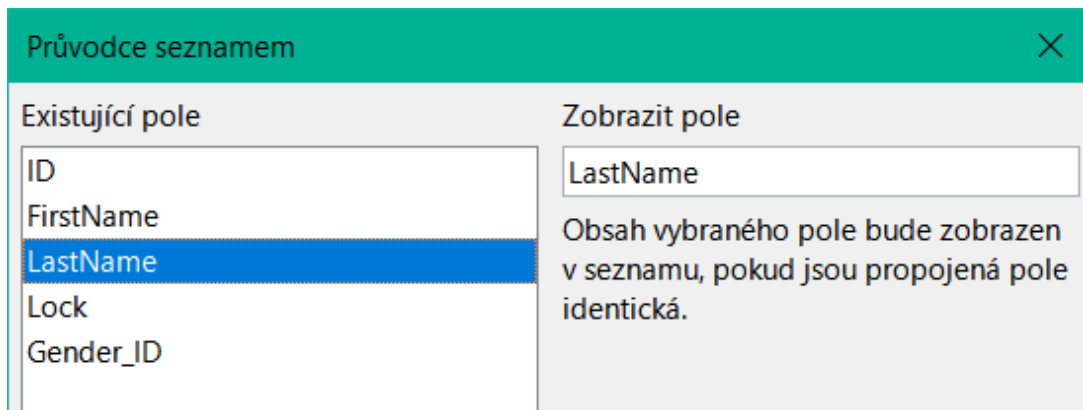 Průvodce seznamem
Existující pole
ID
FirstName
LastName
Lock
Gender_ID
Zobrazit pole
LastName
Obsah vybraného pole bude zobrazen
v seznamu, pokud jsou propojená pole
identická.